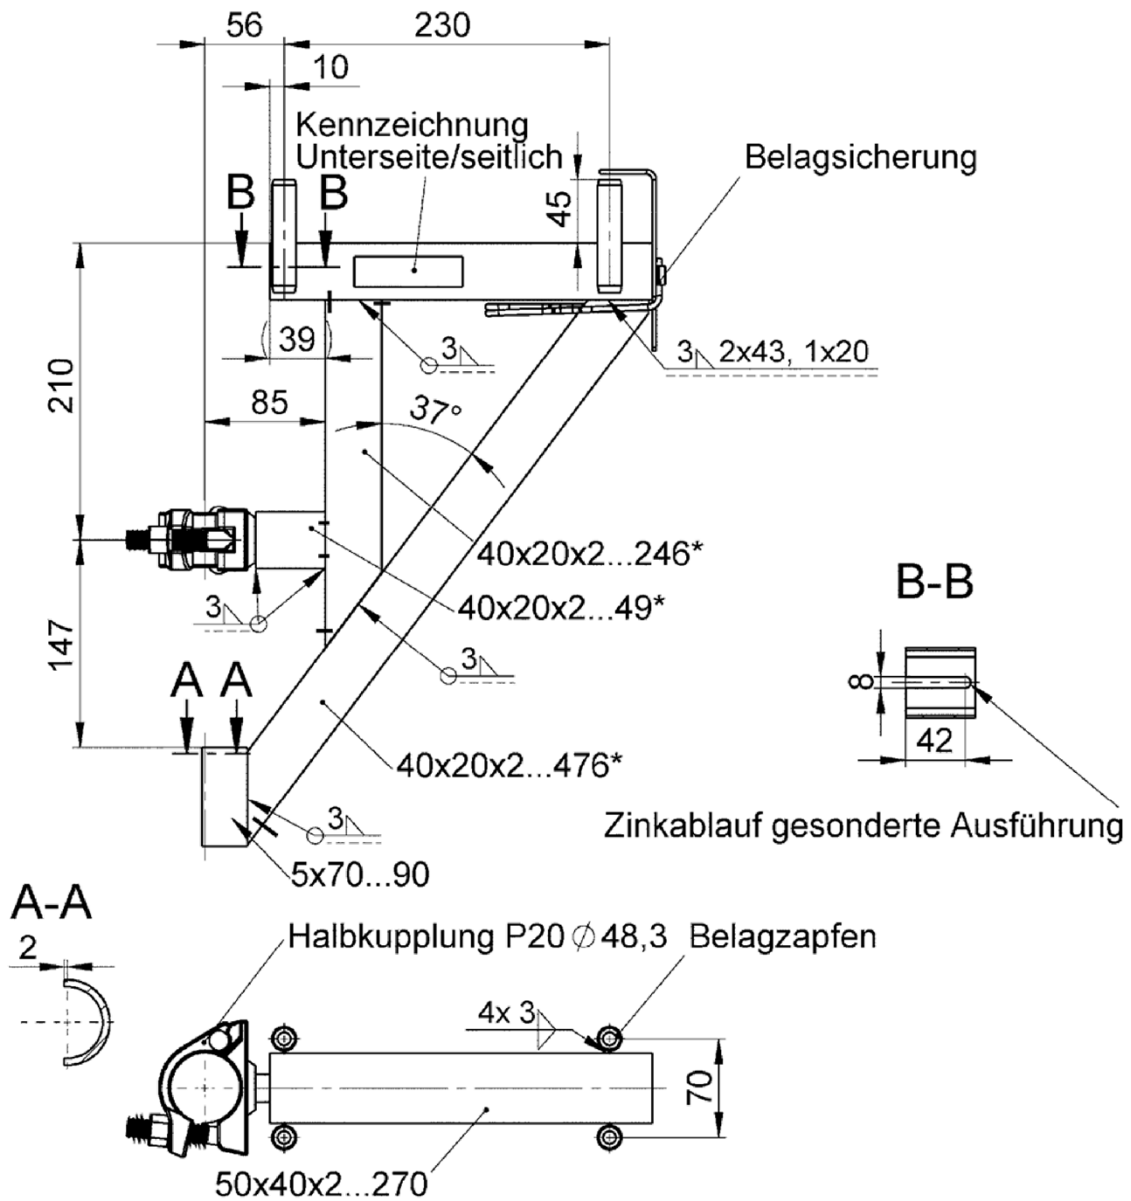 56
230
10
Kennzeichnung
Unterseite/seitlich
Belagsicherung
B B
45
39
3
3 2x43, 1x20
210
85
37°
40x20x2...246*
B-B
3
40x20x2...49*
147
3
A A
8
42
40x20x2...476*
3
Zinkablauf gesonderte Ausführung
5x70...90
A-A
2
Halbkupplung P20 ∅ 48,3
Belagzapfen
4x 3
70
50x40x2...270